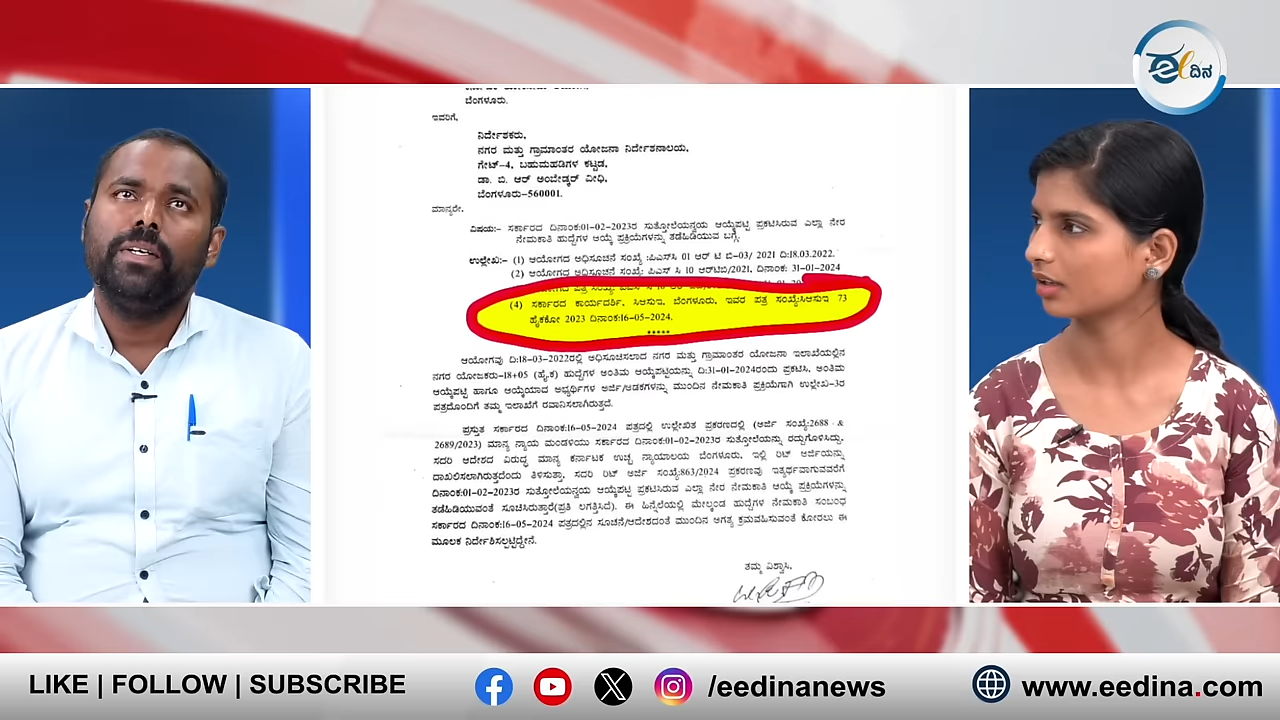 ಈ ದಿನ
ಬೆಂಗಳೂರು.
ಇವರಿಗೆ,
ನಿರ್ದೇಶಕರು,
ನಗರ ಮತ್ತು ಗ್ರಾಮಾಂತರ ಯೋಜನಾ ನಿರ್ದೇಶನಾಲಯ,
ಗೇಟ್-4, ಬಹುಮಹಡಿಗಳ ಕಟ್ಟಡ,
ಡಾ. ಬಿ. ಆರ್ ಅಂಬೇಡ್ಕರ್ ವೀಧಿ,
ಬೆಂಗಳೂರು-560001.
ಮಾನ್ಯರೇ,
ವಿಷಯ:- ಸರ್ಕಾರದ ದಿನಾಂಕ:01-02-2023ರ ಸುತ್ತೋಲೆಯನ್ವಯ ಆಯ್ಕೆಪಟ್ಟಿ ಪ್ರಕಟಿಸಿರುವ ಎಲ್ಲಾ ನೇರ
ನೇಮಕಾತಿ ಹುದ್ದೆಗಳ ಆಯ್ಕೆ ಪ್ರಕ್ರಿಯೆಗಳನ್ನು ತಡೆಹಿಡಿಯುವ ಬಗ್ಗೆ.
ಉಲ್ಲೇಖ:- (1) ಆಯೋಗದ ಅಧಿಸೂಚನೆ ಸಂಖ್ಯೆ :ಪಿಎಸ್‌ಸಿ 01 ಆರ್ ಟಿ ಬಿ-03/ 2021 ದಿ:18.03.2022.
(2) ಆಯೋಗದ ಅಧಿಸೂಚನೆ ಸಂಖ್ಯೆ: ಪಿಎಸ್ ಸಿ 10 ಆರ್‌ಟಿಬಿ/2021, ದಿನಾಂಕ: 31-01-2024
(4) ಸರ್ಕಾರದ ಕಾರ್ಯದರ್ಶಿ, ಸಿಆಸುಇ, ಬೆಂಗಳೂರು, ಇವರ ಪತ್ರ ಸಂಖ್ಯೆ:ಸಿಆಸುಇ 73
ಹೈಕಕೋ 2023 ದಿನಾಂಕ:16-05-2024.
*****
ಆಯೋಗವು ದಿ:18-03-2022ರಲ್ಲಿ ಅಧಿಸೂಚಿಸಲಾದ ನಗರ ಮತ್ತು ಗ್ರಾಮಾಂತರ ಯೋಜನಾ ಇಲಾಖೆಯಲ್ಲಿನ
ನಗರ ಯೋಜಕರು-18+05 (ಹೈ.ಕ) ಹುದ್ದೆಗಳ ಅಂತಿಮ ಆಯ್ಕೆಪಟ್ಟಿಯನ್ನು ದಿ:31-01-2024ರಂದು ಪ್ರಕಟಿಸಿ, ಅಂತಿಮ
ಆಯ್ಕೆಪಟ್ಟಿ ಹಾಗೂ ಆಯ್ಕೆಯಾದ ಅಭ್ಯರ್ಥಿಗಳ ಅರ್ಜಿ/ಅಡಕಗಳನ್ನು ಮುಂದಿನ ನೇಮಕಾತಿ ಪ್ರಕ್ರಿಯೆಗಾಗಿ ಉಲ್ಲೇಖ-3ರ
ಪತ್ರದೊಂದಿಗೆ ತಮ್ಮ ಇಲಾಖೆಗೆ ರವಾನಿಸಲಾಗಿರುತ್ತದೆ.
ಪ್ರಸ್ತುತ ಸರ್ಕಾರದ ದಿನಾಂಕ:16-05-2024 ಪತ್ರದಲ್ಲಿ ಉಲ್ಲೇಖಿತ ಪ್ರಕರಣದಲ್ಲಿ (ಅರ್ಜಿ ಸಂಖ್ಯೆ:2688 &
2689/2023) ಮಾನ್ಯ ನ್ಯಾಯ ಮಂಡಳಿಯು ಸರ್ಕಾರದ ದಿನಾಂಕ:01-02-2023ರ ಸುತ್ತೋಲೆಯನ್ನು ರದ್ದುಗೊಳಿಸಿದ್ದು,
ಸದರಿ ಆದೇಶದ ವಿರುದ್ಧ ಮಾನ್ಯ ಕರ್ನಾಟಕ ಉಚ್ಚ ನ್ಯಾಯಾಲಯ ಬೆಂಗಳೂರು, ಇಲ್ಲಿ ರಿಟ್ ಅರ್ಜಿಯನ್ನು
ದಾಖಲಿಸಲಾಗಿರುತ್ತದೆಂದು ತಿಳಿಸುತ್ತಾ, ಸದರಿ ರಿಟ್ ಅರ್ಜಿ ಸಂಖ್ಯೆ:863/2024 ಪ್ರಕರಣವು ಇತ್ಯರ್ಥವಾಗುವವರೆಗೆ
ದಿನಾಂಕ:01-02-2023ರ ಸುತ್ತೋಲೆಯನ್ವಯ ಆಯ್ಕೆಪಟ್ಟಿ ಪ್ರಕಟಿಸಿರುವ ಎಲ್ಲಾ ನೇರ ನೇಮಕಾತಿ ಆಯ್ಕೆ ಪ್ರಕ್ರಿಯೆಗಳನ್ನು
ತಡೆಹಿಡಿಯುವಂತೆ ಸೂಚಿಸಿರುತ್ತಾರೆ(ಪ್ರತಿ ಲಗತ್ತಿಸಿದೆ). ಈ ಹಿನ್ನೆಲೆಯಲ್ಲಿ ಮೇಲ್ಕಂಡ ಹುದ್ದೆಗಳ ನೇಮಕಾತಿ ಸಂಬಂಧ
ಸರ್ಕಾರದ ದಿನಾಂಕ:16-05-2024 ಪತ್ರದಲ್ಲಿನ ಸೂಚನೆ/ಆದೇಶದಂತೆ ಮುಂದಿನ ಅಗತ್ಯ ಕ್ರಮವಹಿಸುವಂತೆ ಕೋರಲು ಈ
ಮೂಲಕ ನಿರ್ದೇಶಿಸಲ್ಪಟ್ಟಿದ್ದೇನೆ.
ತಮ್ಮ ವಿಶ್ವಾಸಿ,
LIKE | FOLLOW | SUBSCRIBE
/eedinanews
www.eedina.com